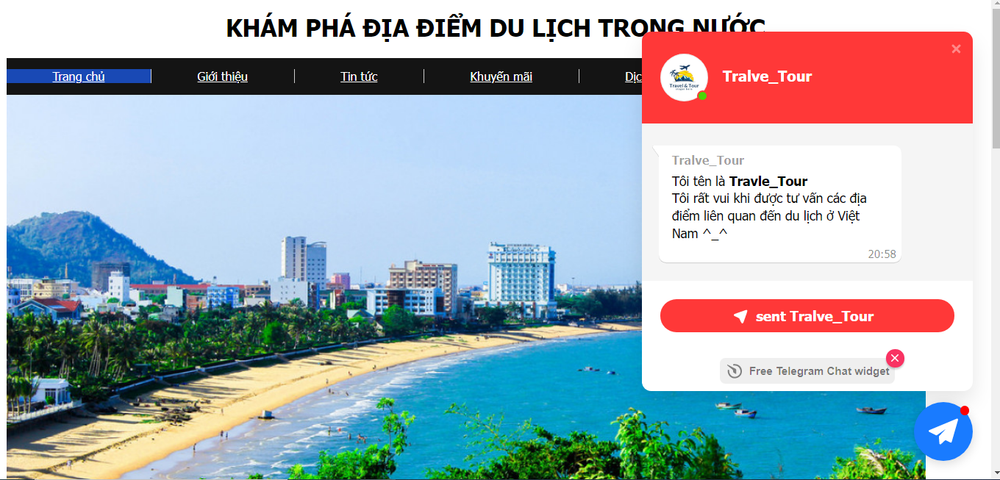 KHÁM PHÁ ĐỊA ĐIỂM DU LỊCH TRONG NƯỚC
Trang chủ
Giới thiệu
Tin tức
Khuyến mãi
Dịc
Travel & Tour
Tralve_Tour
Tralve_Tour
Tôi tên là Travle_Tour
Tôi rất vui khi được tư vấn các địa
điểm liên quan đến du lịch ở Việt
Nam ^_^
20:58
sent Tralve_Tour
Free Telegram Chat widget